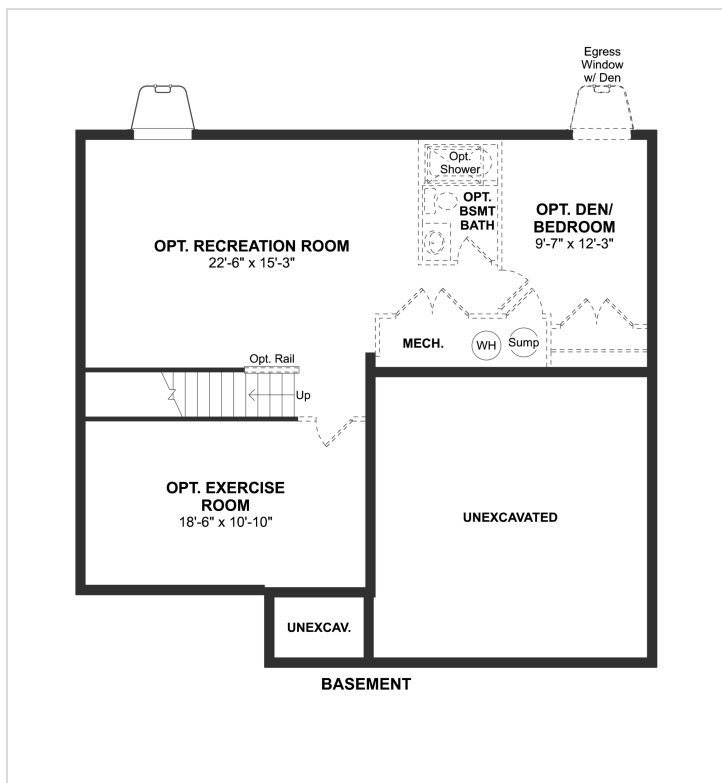 Egress
Window
w/ Den
Opt.
Shower
OPT.
BSMT
BATH
OPT. DEN/
BEDROOM
9'-7" x 12'-3"
OPT. RECREATION ROOM
22'-6" x 15'-3"
MECH.
WH
Sump
Opt. Rail
Up
OPT. EXERCISE
ROOM
18'-6" x 10'-10"
UNEXCAVATED
UNEXCAV.
BASEMENT